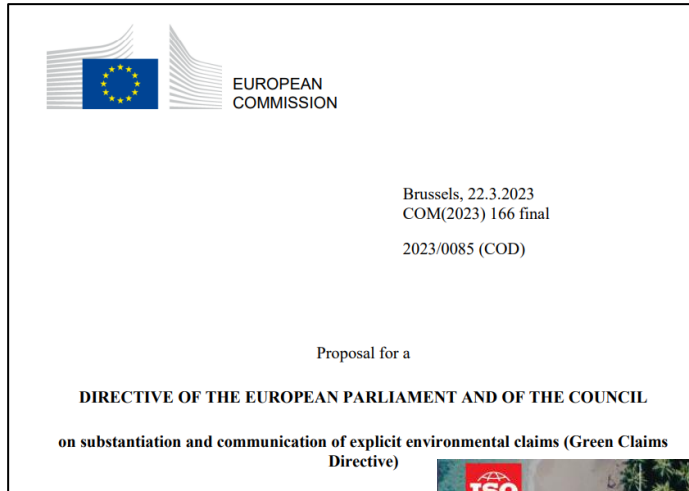 EUROPEAN
COMMISSION
Brussels, 22.3.2023
COM(2023) 166 final
2023/0085 (COD)
Proposal for a
DIRECTIVE OF THE EUROPEAN PARLIAMENT AND OF THE COUNCIL
on substantiation and communication of explicit environmental claims (Green Claims
Directive)
ISO